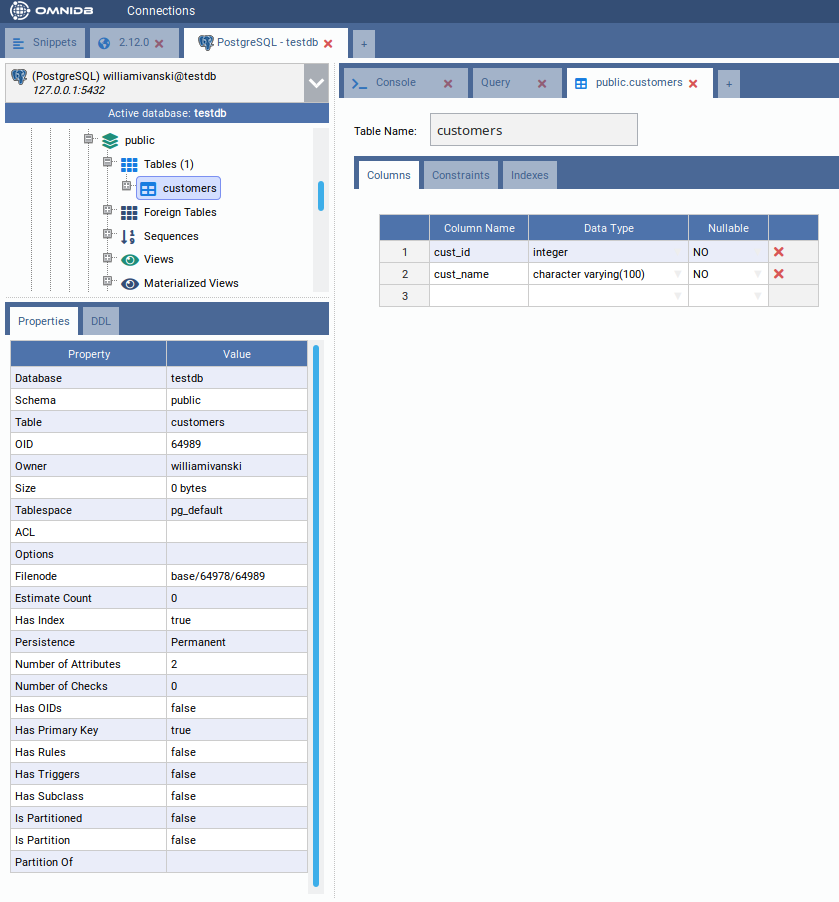 OMNIDB Connections
Snippets 2.12.0 PostgreSQL - testdb +
(PostgreSQL) williamivanski@testdb
127.0.0.1:5432
Active database: testdb
public
Tables (1)
customers
Foreign Tables
Sequences
Views
Materialized Views
Properties DDL
Property Value
Database testdb
Schema public
Table customers
OID 64989
Owner williamivanski
Size 0 bytes
Tablespace pg_default
ACL
Options
Filenode base/64978/64989
Estimate Count 0
Has Index true
Persistence Permanent
Number of Attributes 2
Number of Checks 0
Has OIDs false
Has Primary Key true
Has Rules false
Has Triggers false
Has Subclass false
Is Partitioned false
Is Partition false
Partition Of
Console Query public.customers +
Table Name: customers
Columns Constraints Indexes
Column Name Data Type Nullable
1 cust_id integer NO
2 cust_name character varying(100) NO
3